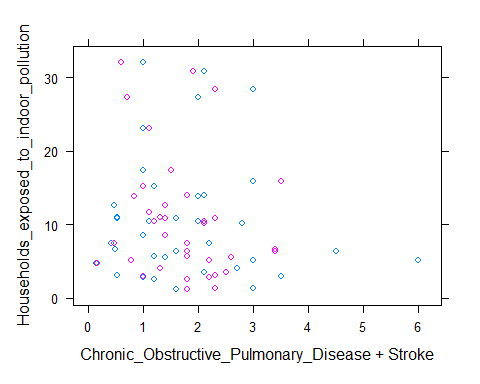 Households_exposed_to_indoor_pollution
30
20
10
0
0 1 2 3 4 5 6
Chronic_Obstructive_Pulmonary_Disease + Stroke